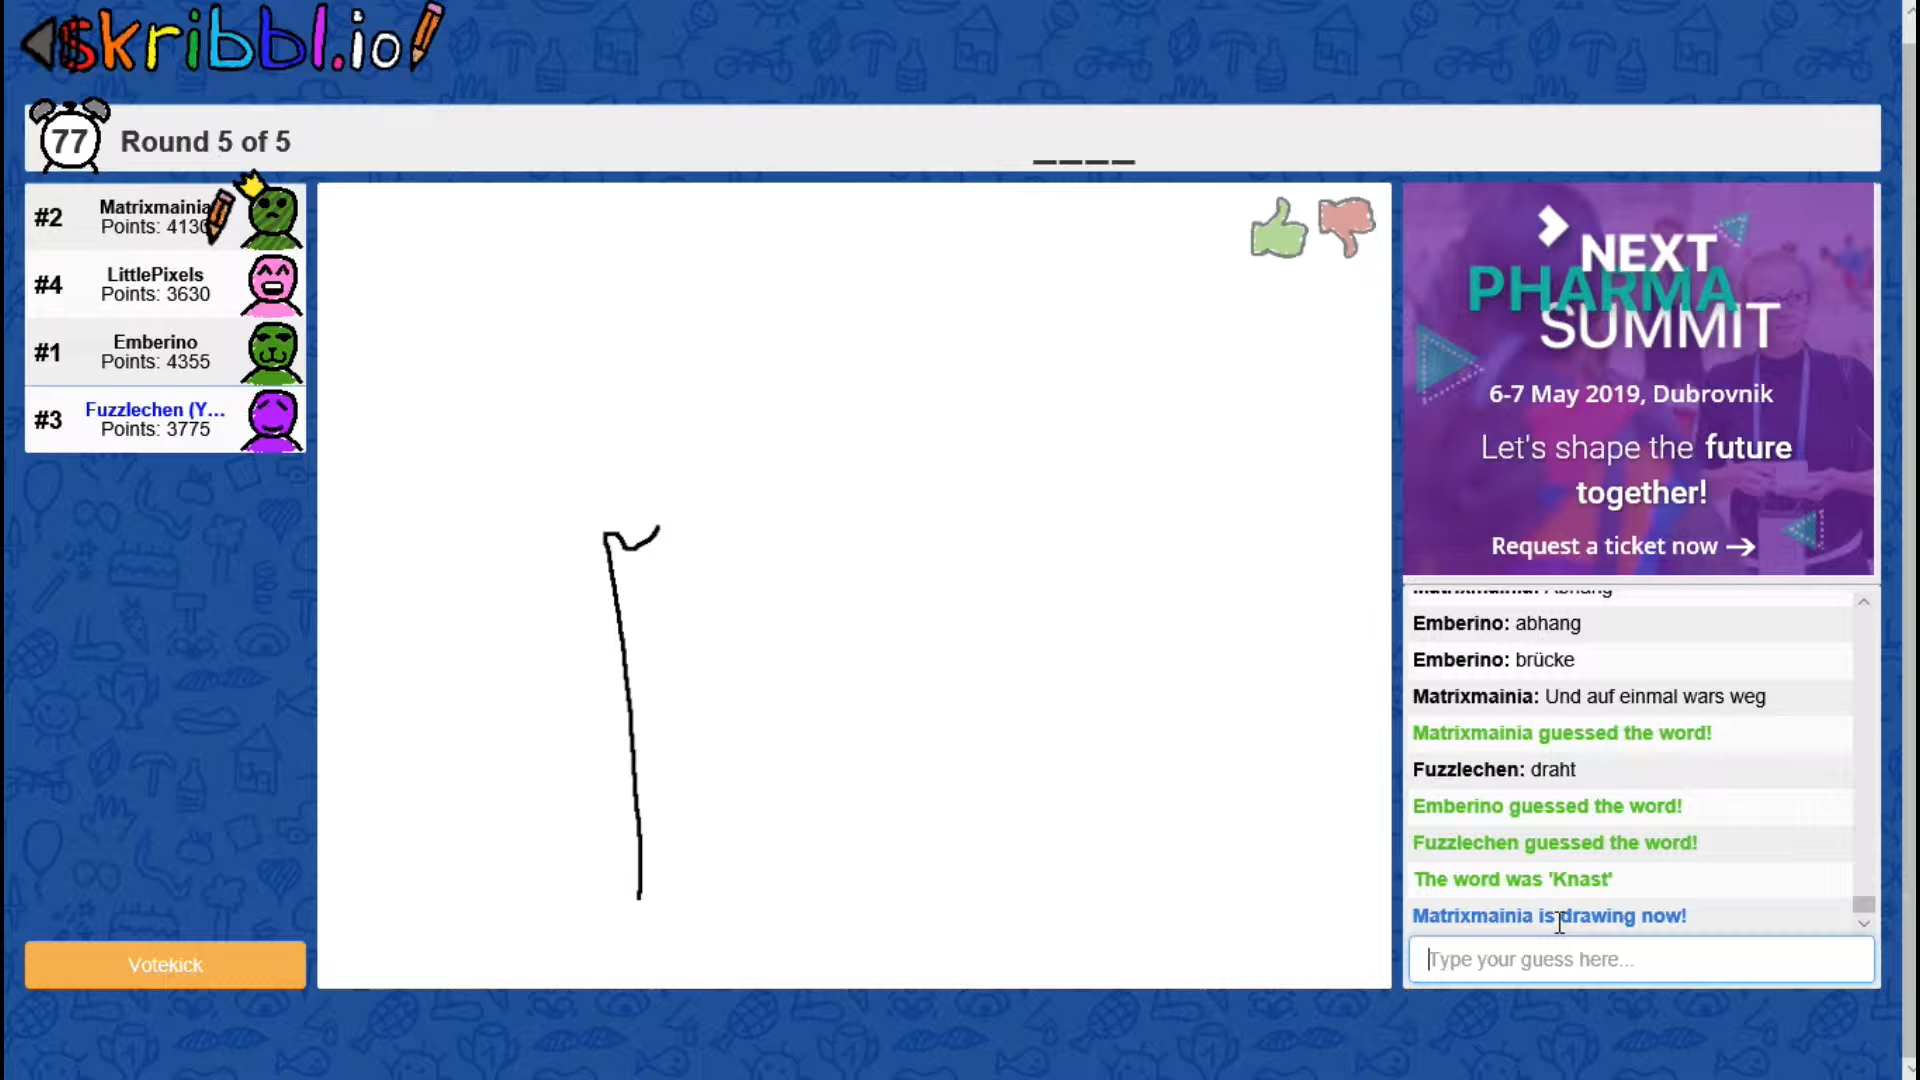 skribbl.io
77
Round 5 of 5
____
#2
Matrixmainia
Points: 4130
#4
LittlePixels
Points: 3630
#1
Emberino
Points: 4355
#3
Fuzzlechen (Y...
Points: 3775
Votekick
NEXT
PHARMA
SUMMIT
6-7 May 2019, Dubrovnik
Let's shape the future
together!
Request a ticket now →
Emberino: abhang
Emberino: brücke
Matrixmainia: Und auf einmal wars weg
Matrixmainia guessed the word!
Fuzzlechen: draht
Emberino guessed the word!
Fuzzlechen guessed the word!
The word was 'Knast'
Matrixmainia is drawing now!
Type your guess here...